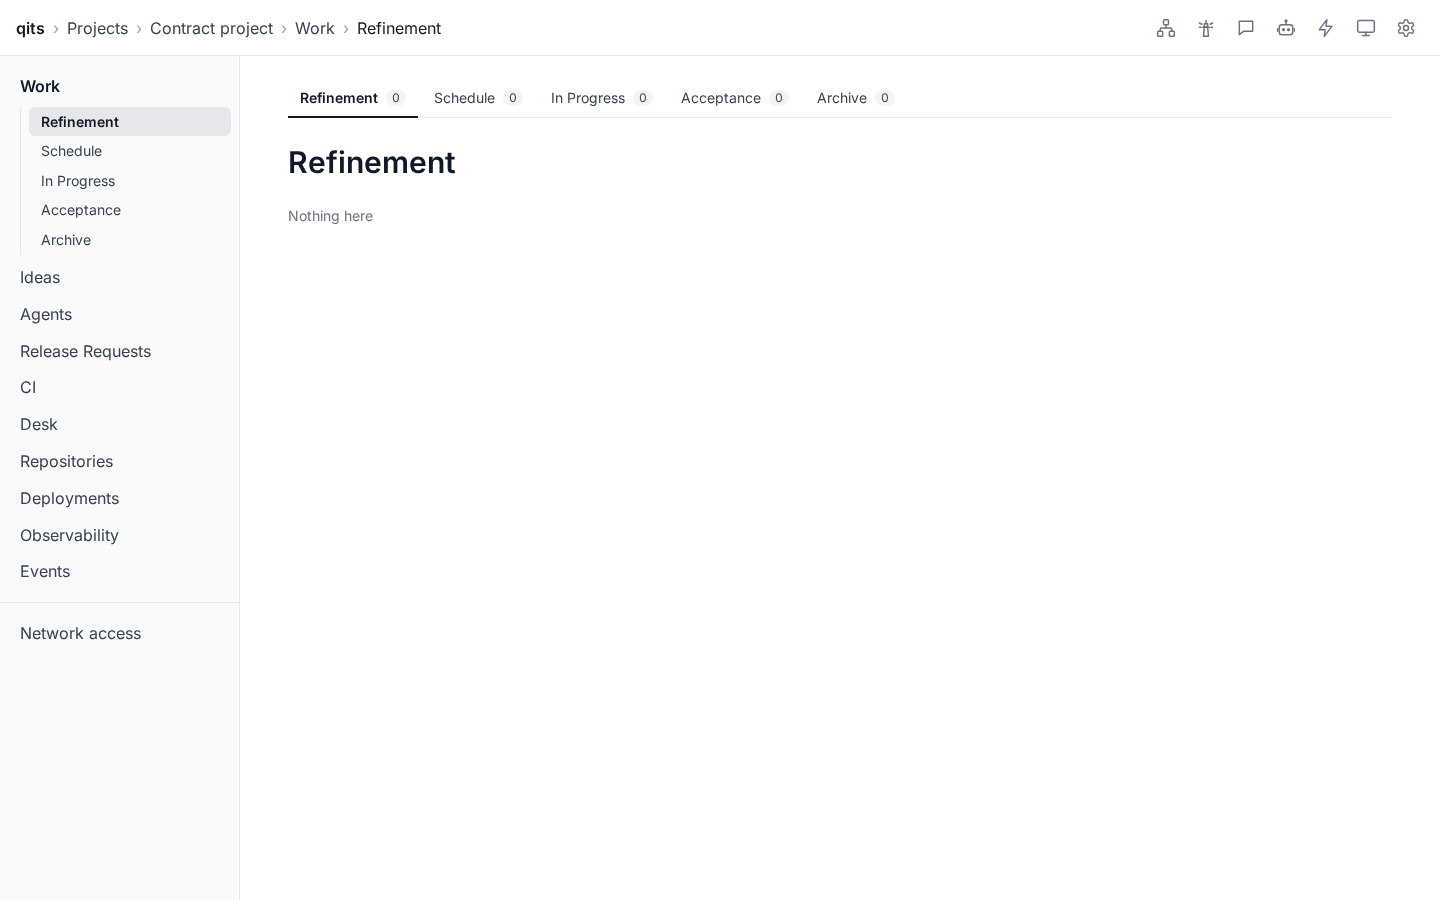 qits › Projects › Contract project › Work › Refinement
Work
Refinement
Schedule
In Progress
Acceptance
Archive
Ideas
Agents
Release Requests
CI
Desk
Repositories
Deployments
Observability
Events
Network access
Refinement 0 Schedule 0 In Progress 0 Acceptance 0 Archive 0
Refinement
Nothing here